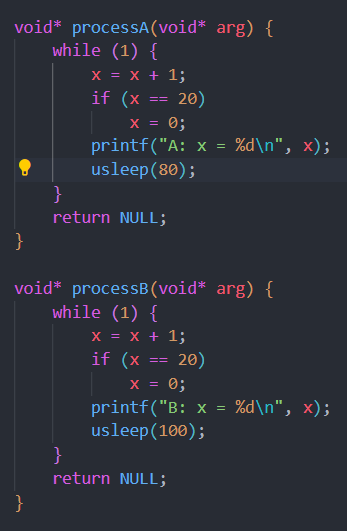 void* processA(void* arg) {
    while (1) {
        x = x + 1;
        if (x == 20)
            x = 0;
        printf("A: x = %d\n", x);
        usleep(80);
    }
    return NULL;
}

void* processB(void* arg) {
    while (1) {
        x = x + 1;
        if (x == 20)
            x = 0;
        printf("B: x = %d\n", x);
        usleep(100);
    }
    return NULL;
}